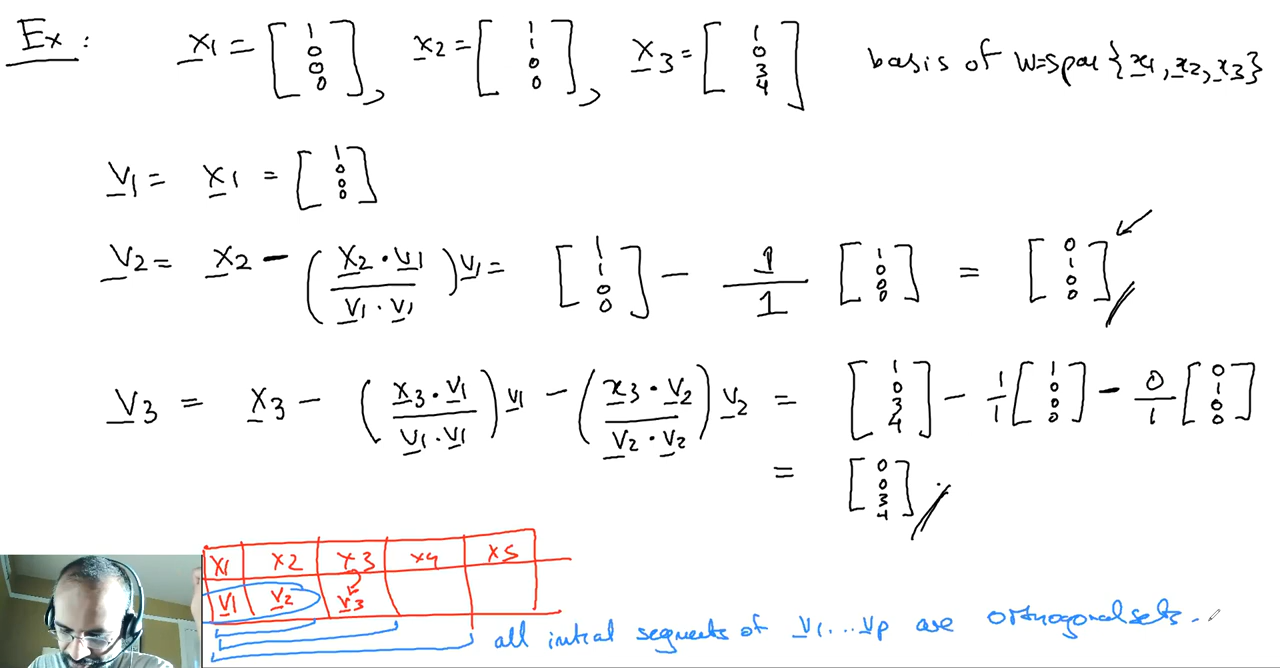 Ex: x1 = [1 0 0 0], x2 = [1 1 0 0], x3 = [1 0 3 4] basis of W=span{x1, x2, x3}
v1 = x1 = [1 0 0 0]
v2 = x2 - (x2 · v1 / v1 · v1) v1 = [1 1 0 0] - 1/1 [1 0 0 0] = [0 1 0 0]
v3 = x3 - (x3 · v1 / v1 · v1) v1 - (x3 · v2 / v2 · v2) v2 = [1 0 3 4] - 1/1 [1 0 0 0] - 0/1 [0 1 0 0]
= [0 0 3 4]
x1 x2 x3 x4 x5
v1 v2 v3
all initial segments of v1...vp are orthogonal sets.